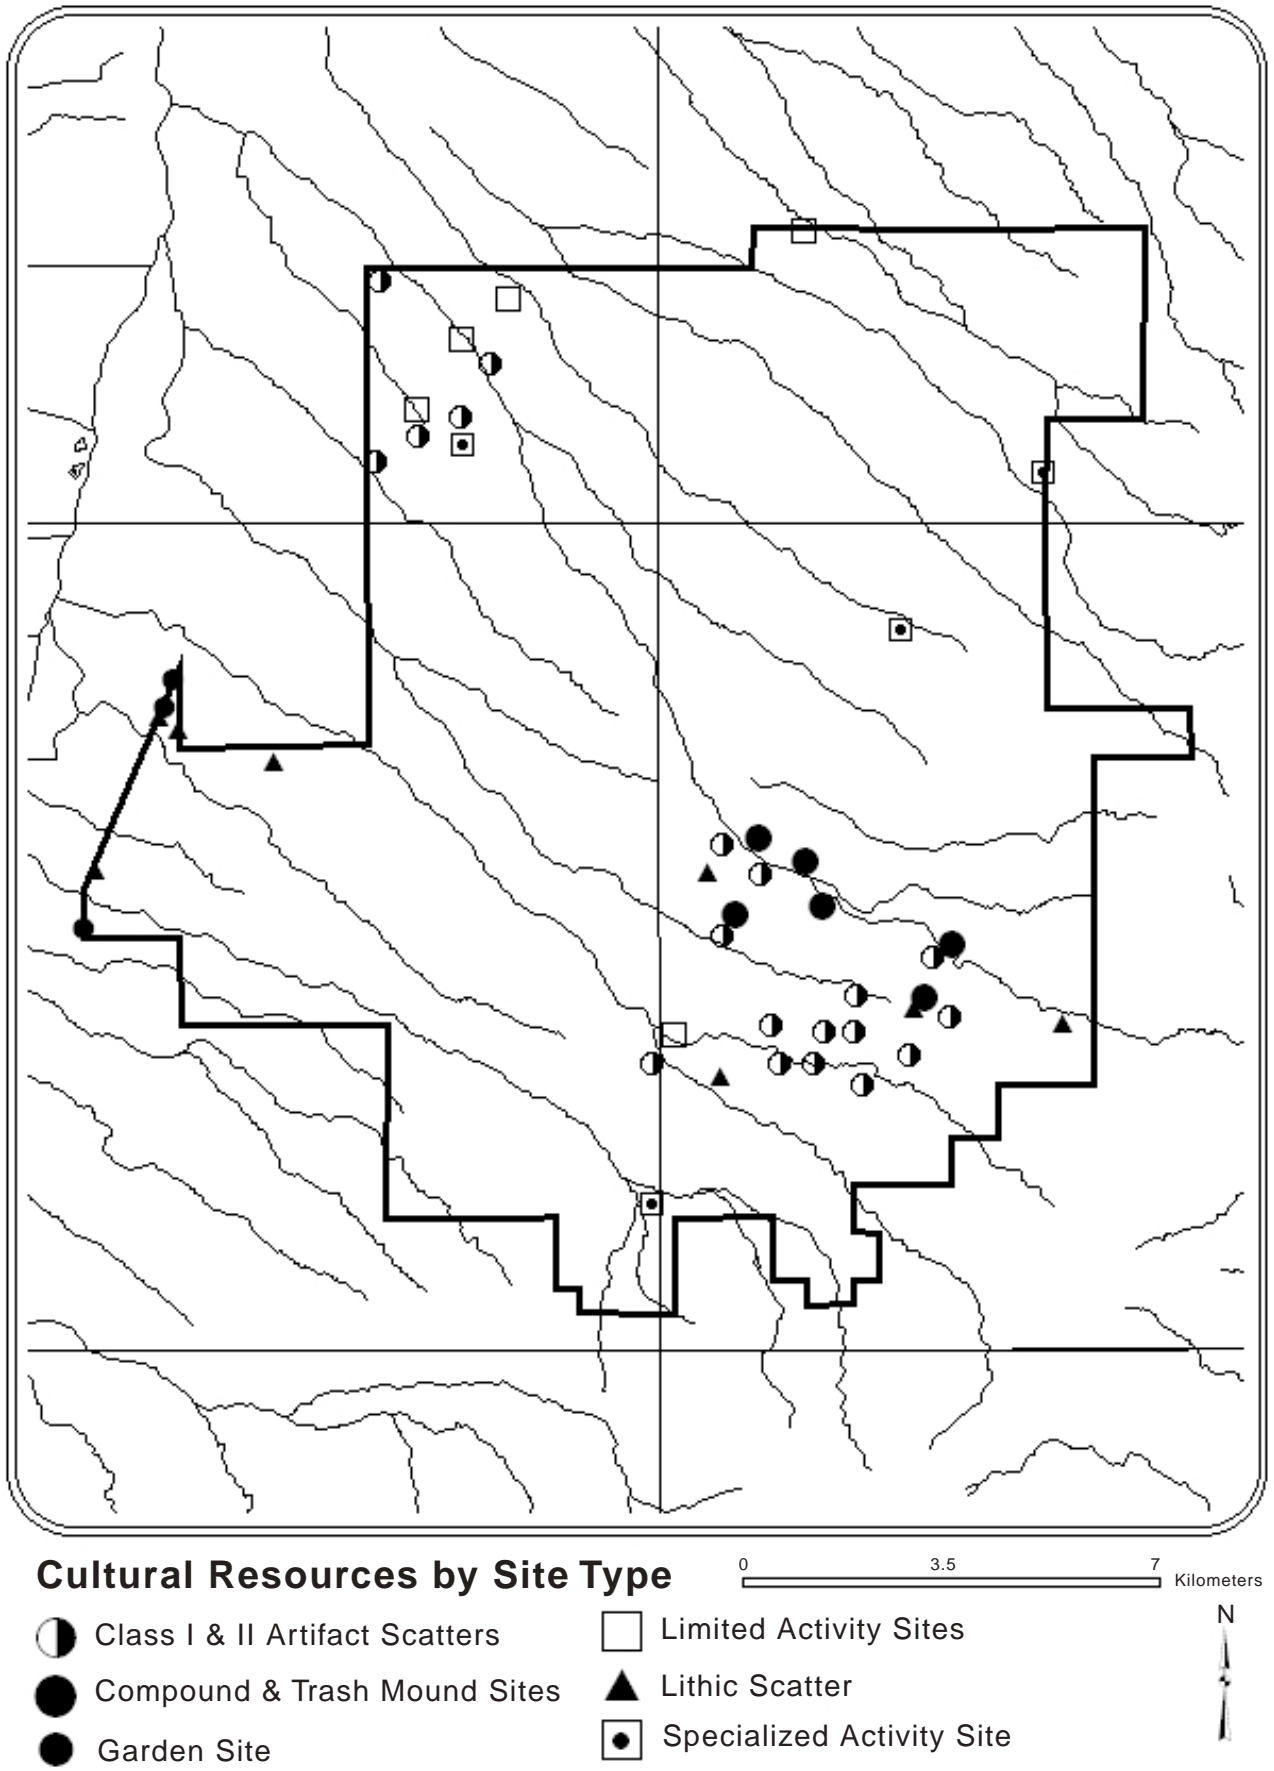 Cultural Resources by Site Type
0 3.5 7
Kilometers
Class I & II Artifact Scatters
Compound & Trash Mound Sites
Garden Site
Limited Activity Sites
Lithic Scatter
Specialized Activity Site
N